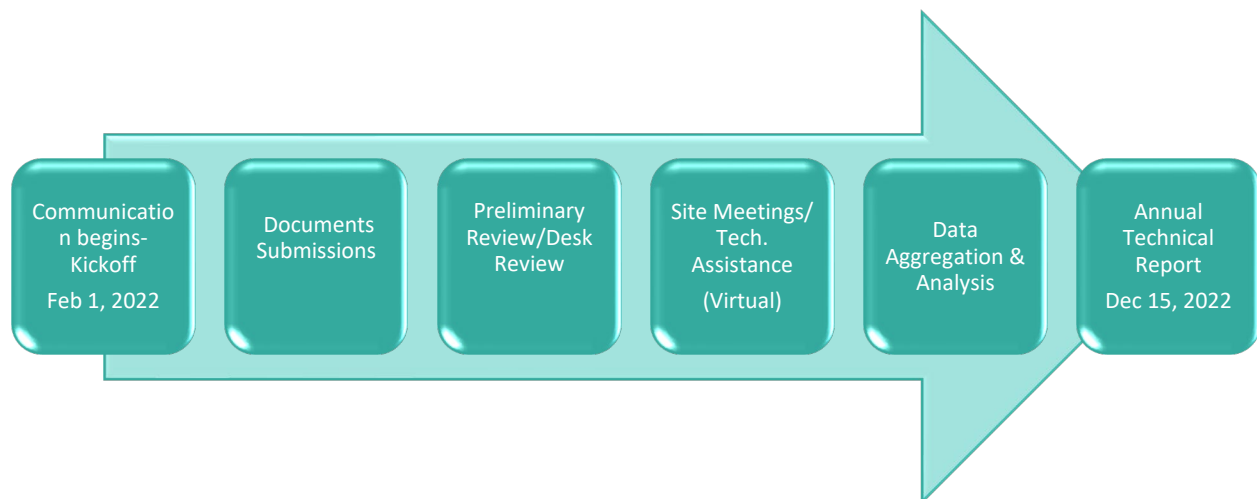 Communicatio
n begins-
Kickoff
Feb 1, 2022
Documents
Submissions
Preliminary
Review/Desk
Review
Site Meetings/
Tech.
Assistance
(Virtual)
Data
Aggregation &
Analysis
Annual
Technical
Report
Dec 15, 2022